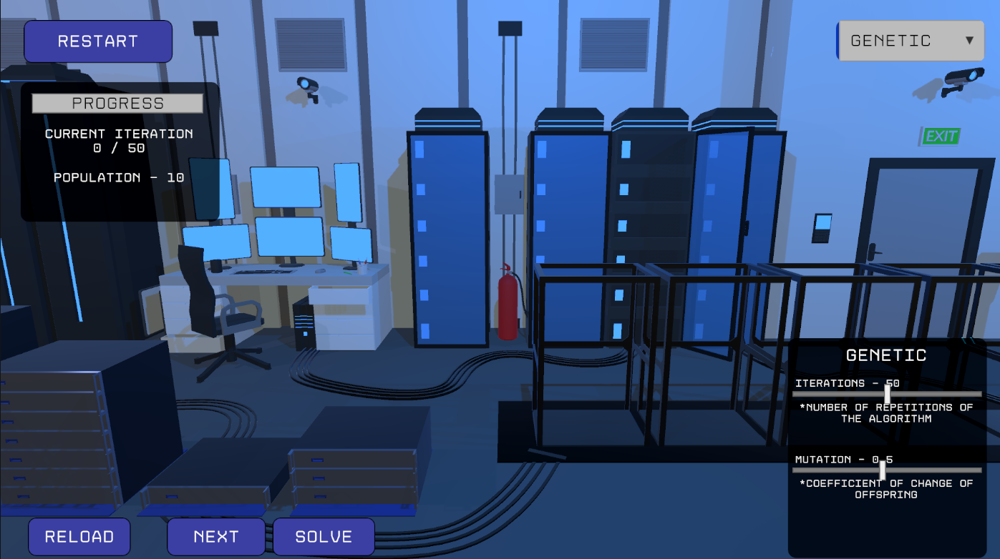 RESTART
GENETIC
PROGRESS
CURRENT ITERATION
0 / 50
POPULATION - 10
EXIT
GENETIC
ITERATIONS - 50
*NUMBER OF REPETITIONS OF
THE ALGORITHM
MUTATION - 0.5
*COEFFICIENT OF CHANGE OF
OFFSPRING
RELOAD
NEXT
SOLVE